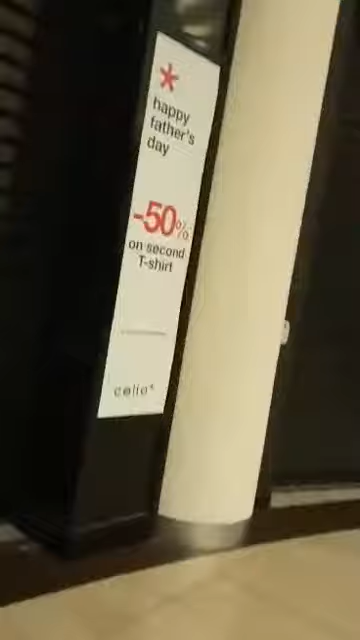 *
happy
father's
day
-50%
on second
T-shirt
celio*